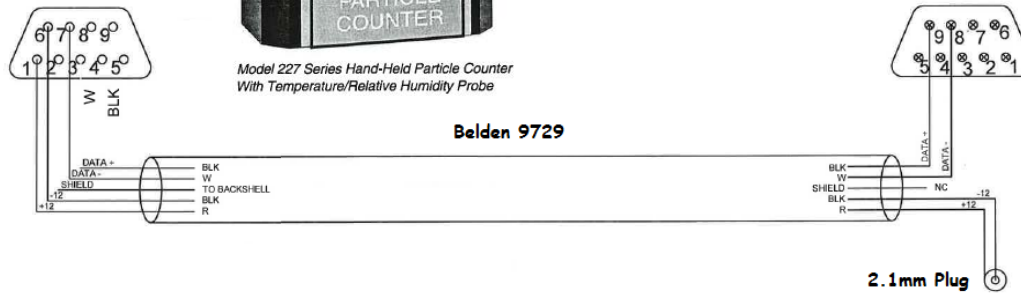 PARTICLE
COUNTER
Model 227 Series Hand-Held Particle Counter
With Temperature/Relative Humidity Probe
6 7 8 9
1 2 3 4 5
W
BLK
9 8 7 6
5 4 3 2 1
Belden 9729
DATA +
DATA -
SHIELD
-12
+12
BLK
W
TO BACKSHELL
BLK
R
BLK
W
SHIELD
BLK
R
DATA +
DATA -
NC
-12
+12
2.1mm Plug